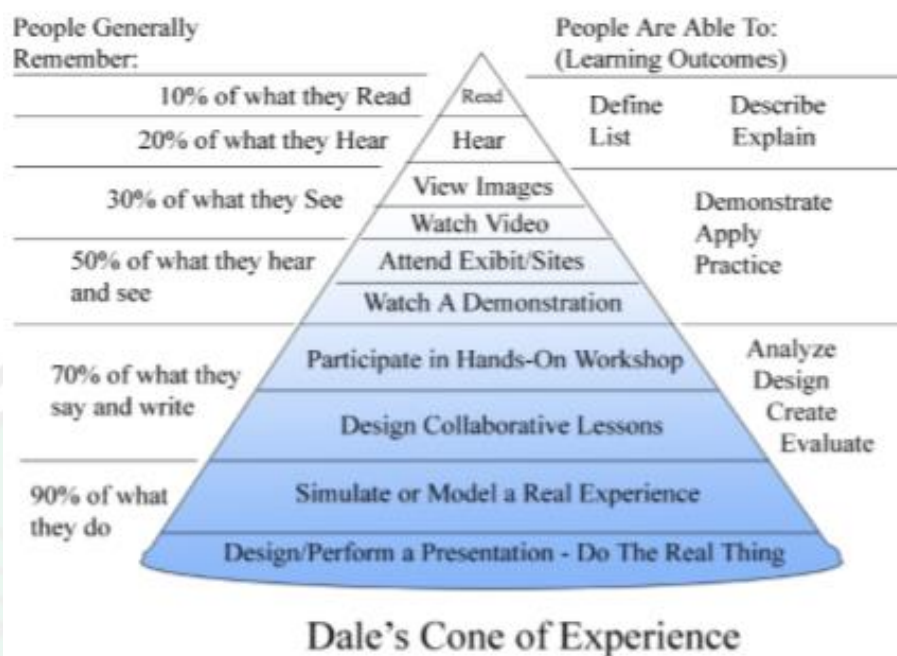 People Generally
Remember:
People Are Able To:
(Learning Outcomes)
10% of what they Read
Read
Define
Describe
List
Explain
20% of what they Hear
Hear
30% of what they See
View Images
Watch Video
Demonstrate
Apply
Practice
50% of what they hear
and see
Attend Exibit/Sites
Watch A Demonstration
70% of what they
say and write
Participate in Hands-On Workshop
Design Collaborative Lessons
Analyze
Design
Create
Evaluate
90% of what
they do
Simulate or Model a Real Experience
Design/Perform a Presentation - Do The Real Thing
Dale's Cone of Experience